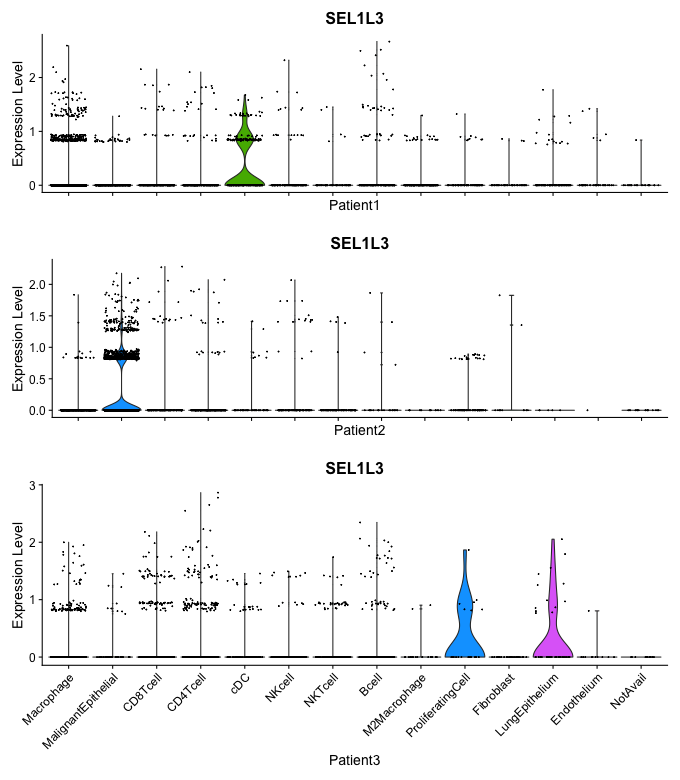 SEL1L3
Expression Level
2
1
0
Patient1
SEL1L3
Expression Level
2.0
1.5
1.0
0.5
0.0
Patient2
SEL1L3
Expression Level
3
2
1
0
Macrophage
MalignantEpithelial
CD8Tcell
CD4Tcell
cDC
NKcell
NKTcell
Bcell
M2Macrophage
ProliferatingCell
Fibroblast
LungEpithelium
Endothelium
NotAvail
Patient3